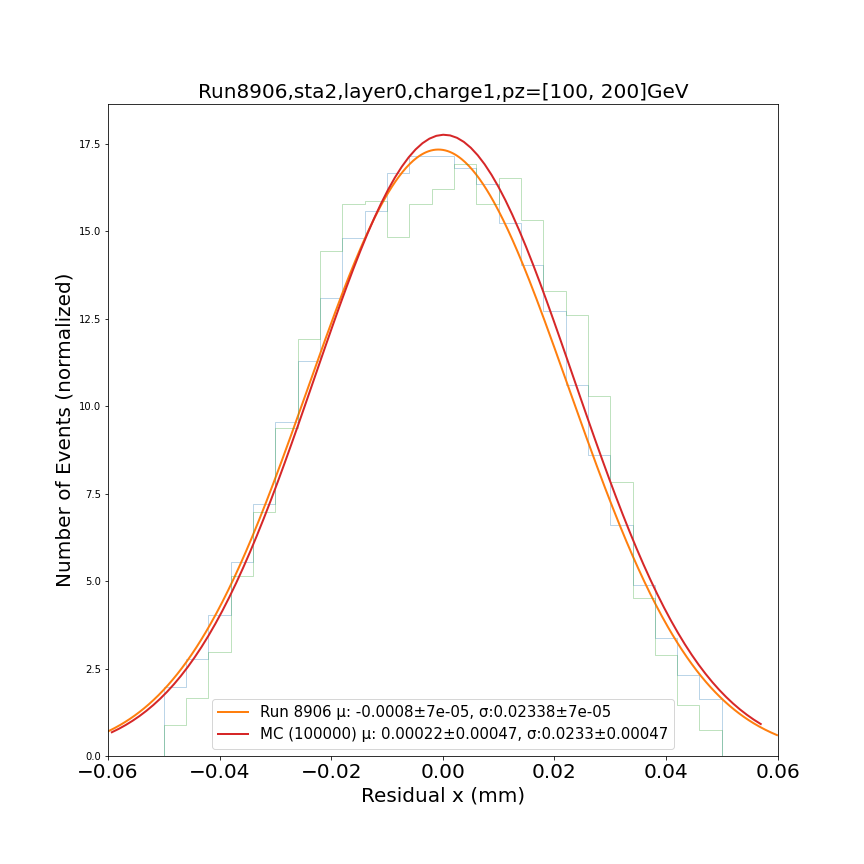 Run8906,sta2,layer0,charge1,pz=[100, 200]GeV
Number of Events (normalized)
17.5
15.0
12.5
10.0
7.5
5.0
2.5
0.0
Run 8906 μ: -0.0008±7e-05, σ:0.02338±7e-05
MC (100000) μ: 0.00022±0.00047, σ:0.0233±0.00047
−0.06 −0.04 −0.02 0.00 0.02 0.04 0.06
Residual x (mm)